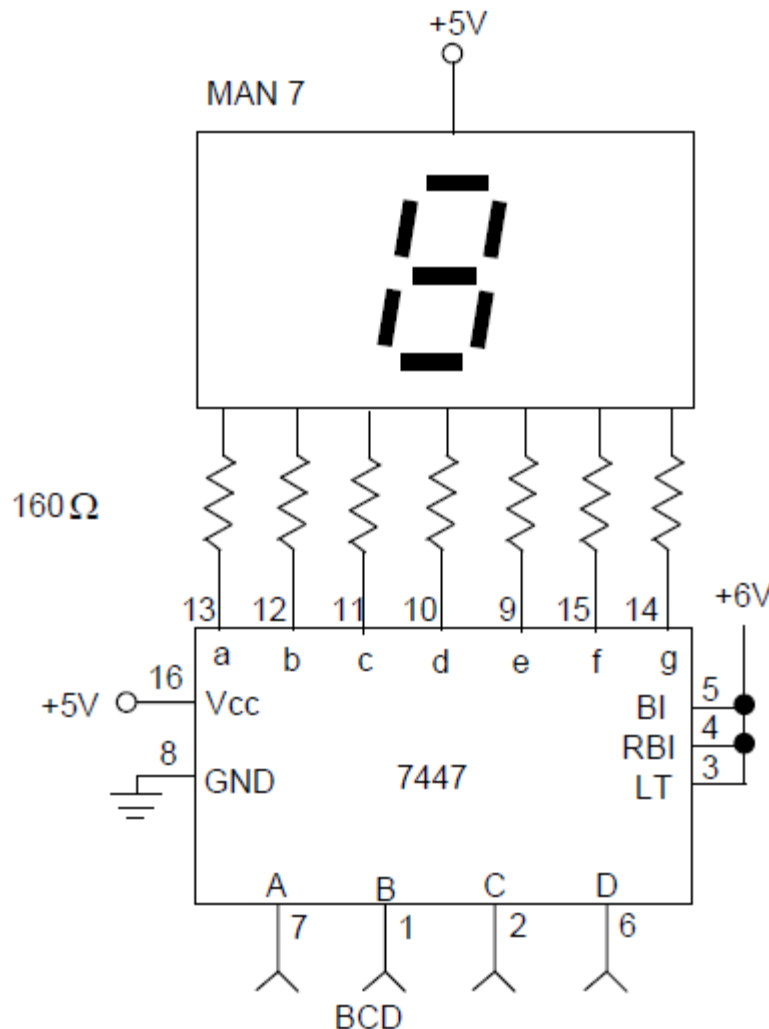 +5V
MAN 7
160Ω
13 12 11 10 9 15 14
+6V
a b c d e f g
16
+5V
Vcc
BI 5
RBI 4
8
GND
7447
LT 3
A B C D
7 1 2 6
BCD